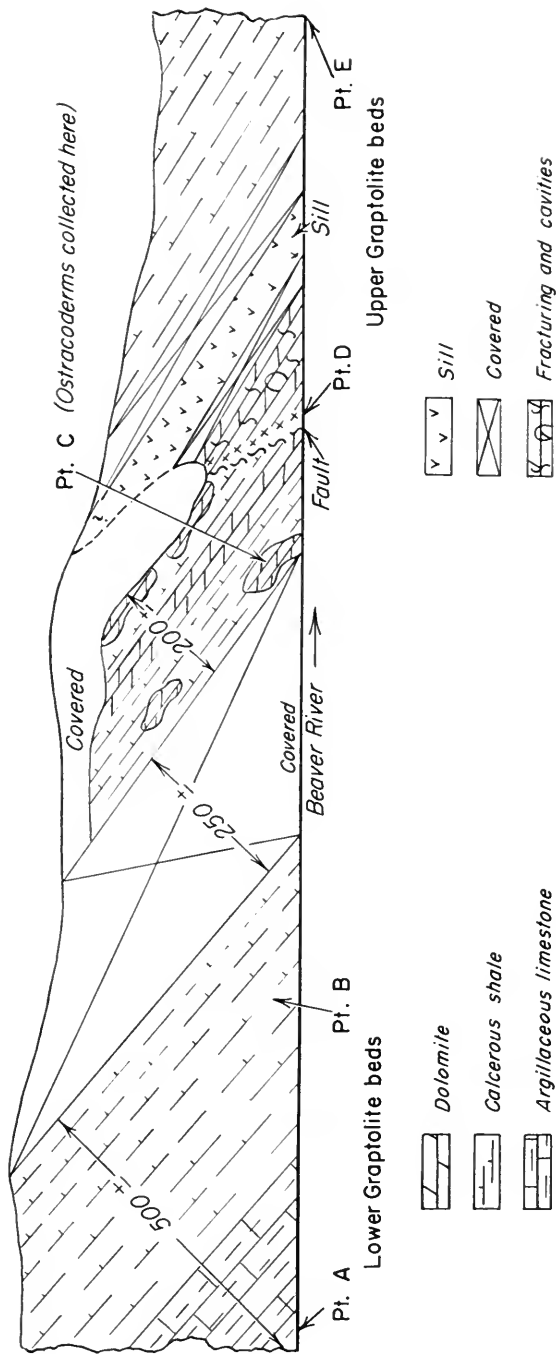 Pt. C (Ostracoderms collected here)
Covered
500 +
250 +
200 +
Sill
Covered
Pt. A
Pt. B
Beaver River
Fault
Pt. D
Pt. E
Lower Graptolite beds
Upper Graptolite beds
Dolomite
Calcerous shale
Argillaceous limestone
Sill
Covered
Fracturing and cavities